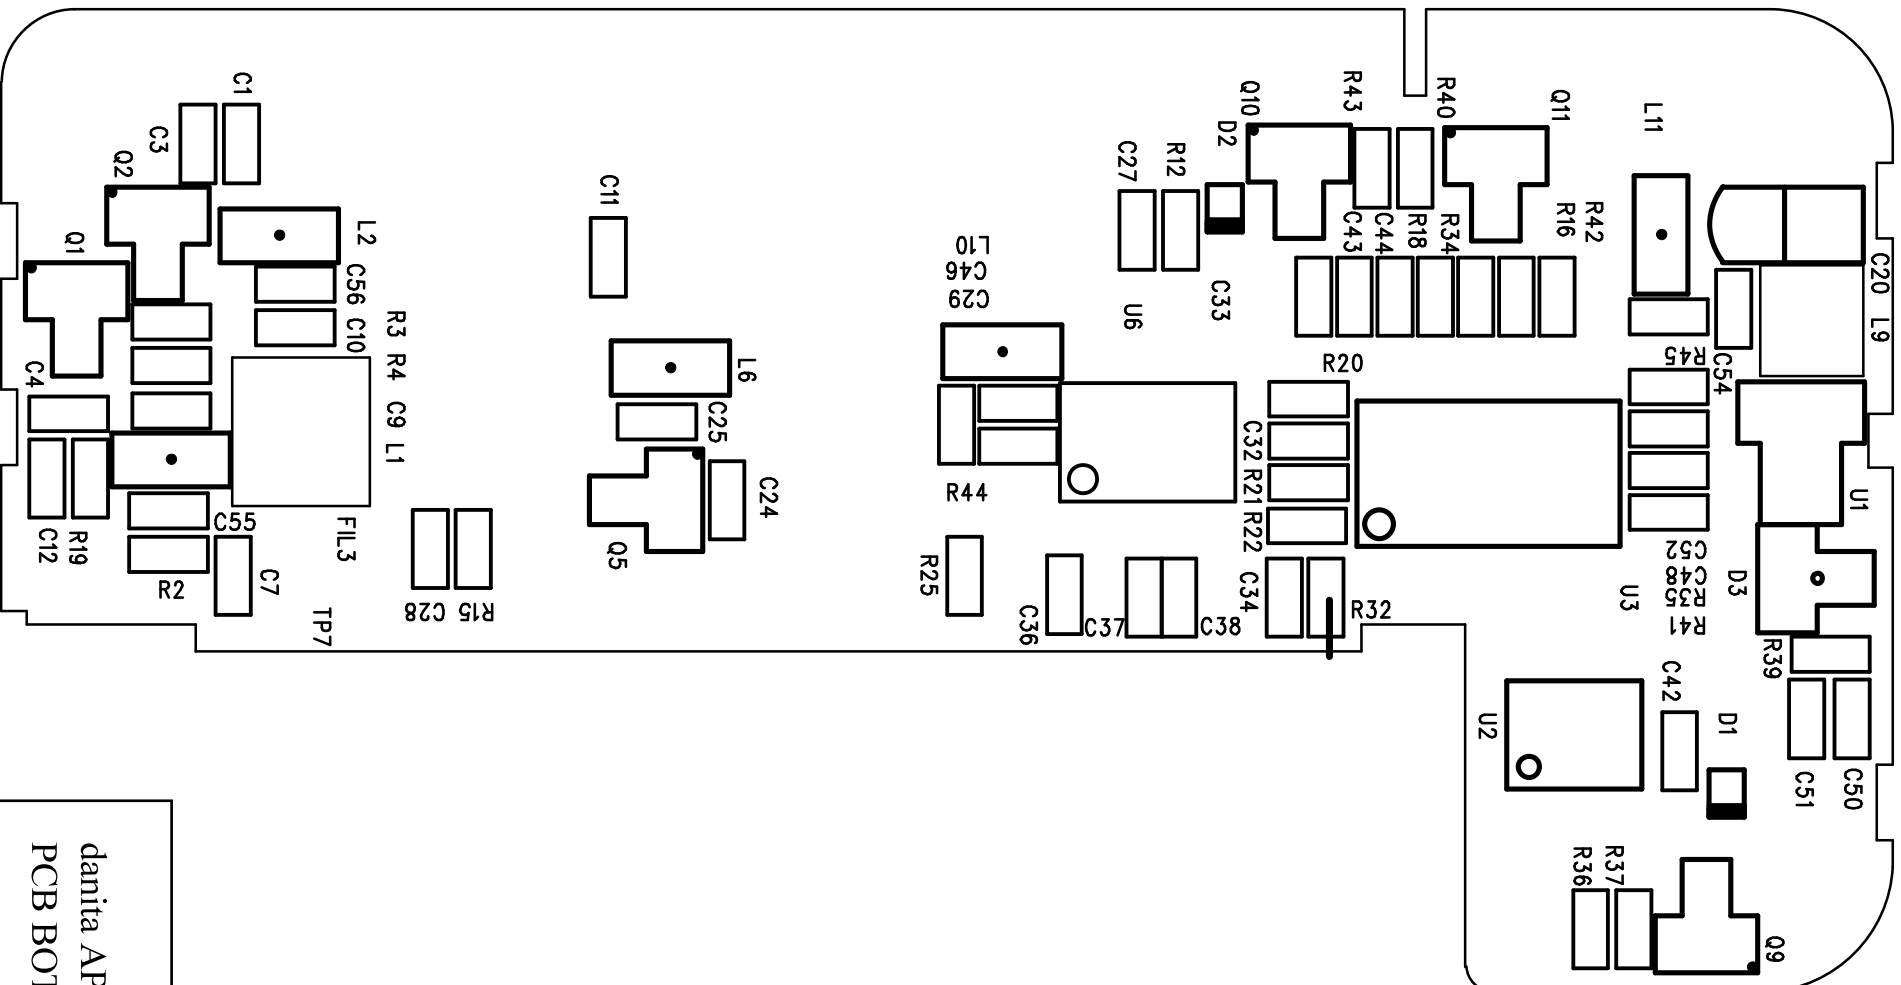 C1
C3
Q2
Q1
L2
C56
C10
R3
R4
C9
L1
C4
C12
R19
C55
R2
C7
FIL3
TP7
C28
R15
C11
L6
C25
C24
Q5
L10
C46
C29
R44
R25
C36
C37
C38
C27
R12
D2
Q10
C33
U6
R43
R40
Q11
C43
C44
R18
R34
R16
R42
R20
C32
R21
R22
C34
R32
L11
C20
L9
R45
C54
U1
C52
C48
R35
R41
U3
D3
R39
C42
D1
U2
C51
C50
R36
R37
Q9
danita AP
PCB BOT